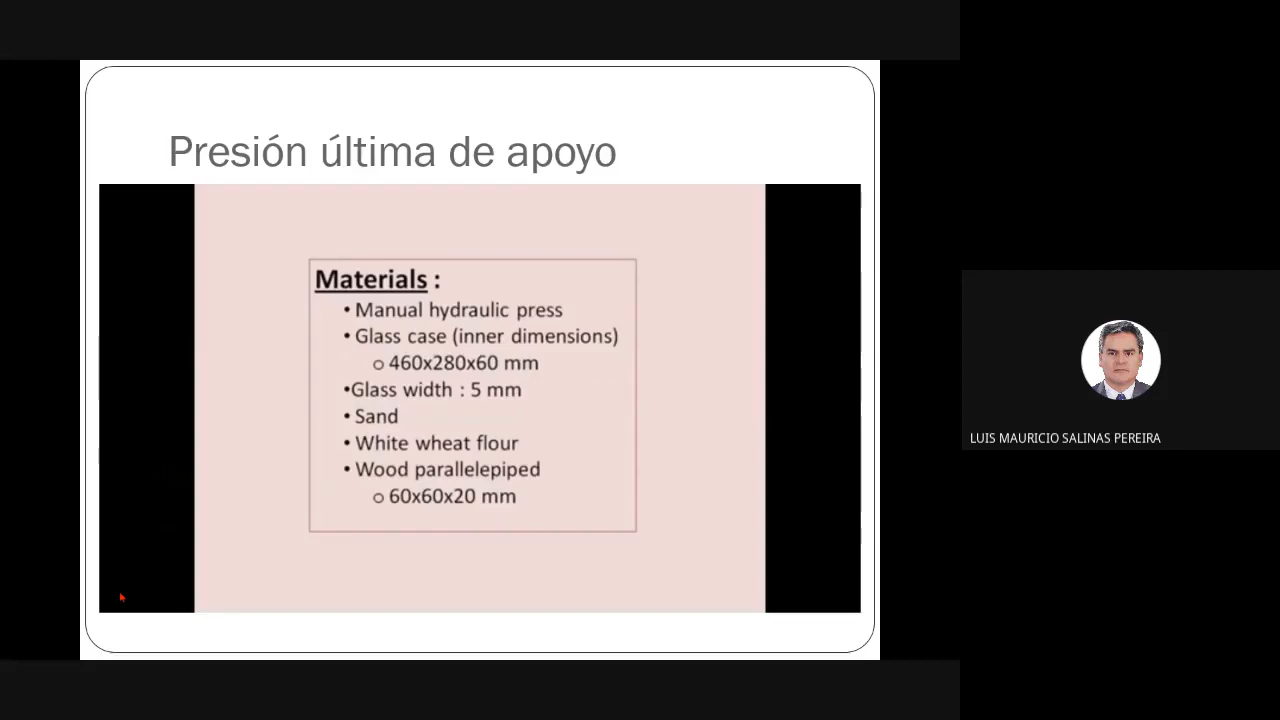 Presión última de apoyo
Materials :
• Manual hydraulic press
• Glass case (inner dimensions)
o 460x280x60 mm
•Glass width : 5 mm
• Sand
• White wheat flour
• Wood parallelepiped
o 60x60x20 mm
LUIS MAURICIO SALINAS PEREIRA